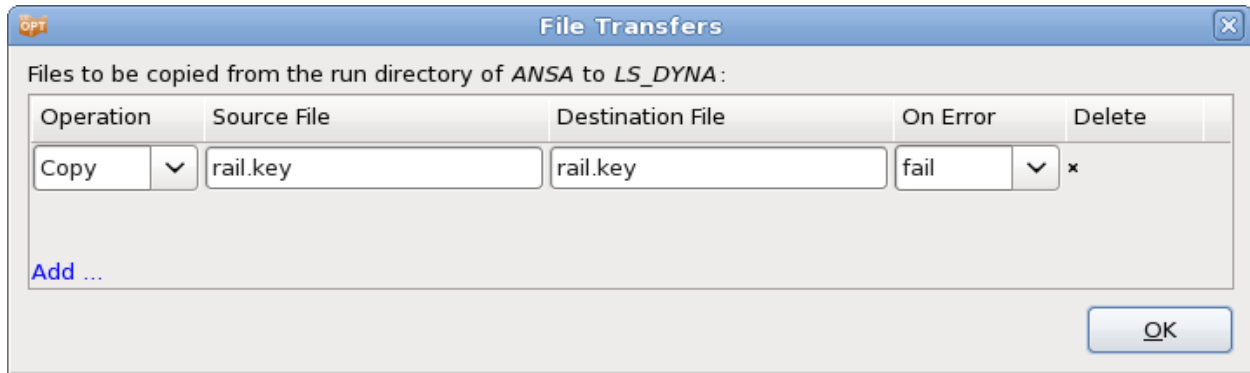 OPT File Transfers
Files to be copied from the run directory of ANSA to LS_DYNA:
Operation Source File Destination File On Error Delete
Copy rail.key rail.key fail ×
Add ...
OK